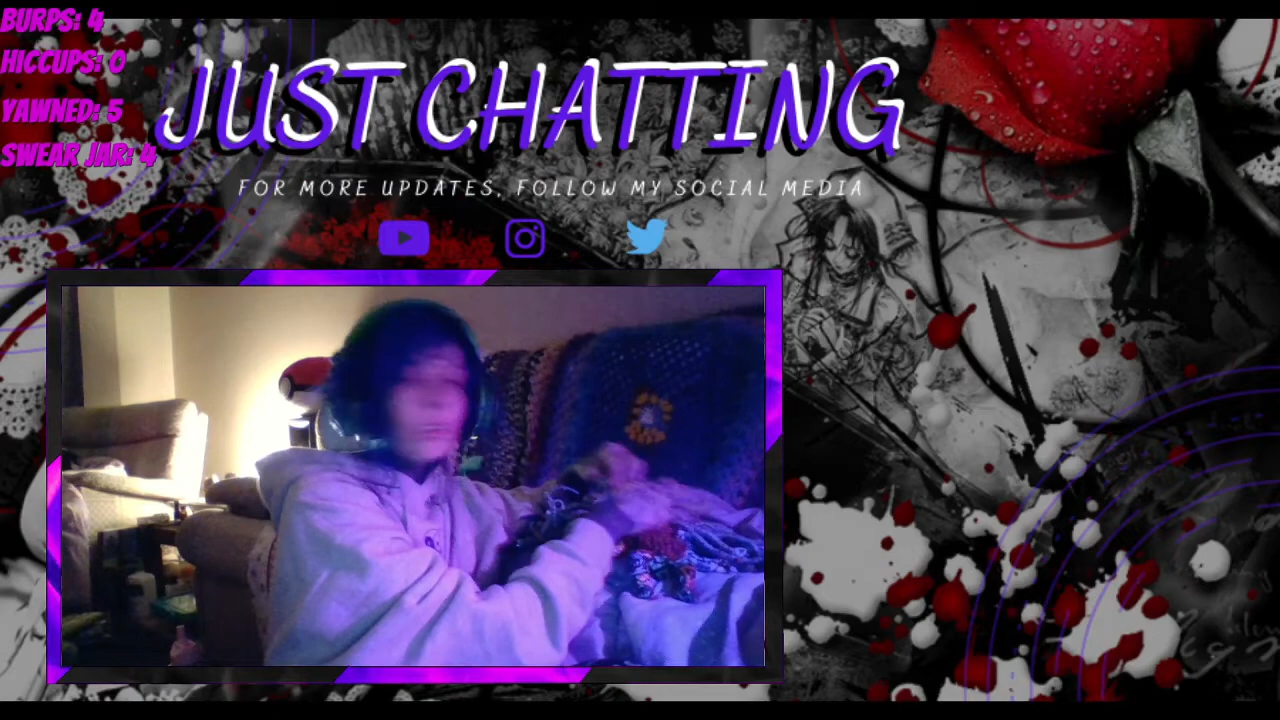 BURPS: 4
HICCUPS: 0
YAWNED: 5
SWEAR JAR: 4
JUST CHATTING
FOR MORE UPDATES, FOLLOW MY SOCIAL MEDIA